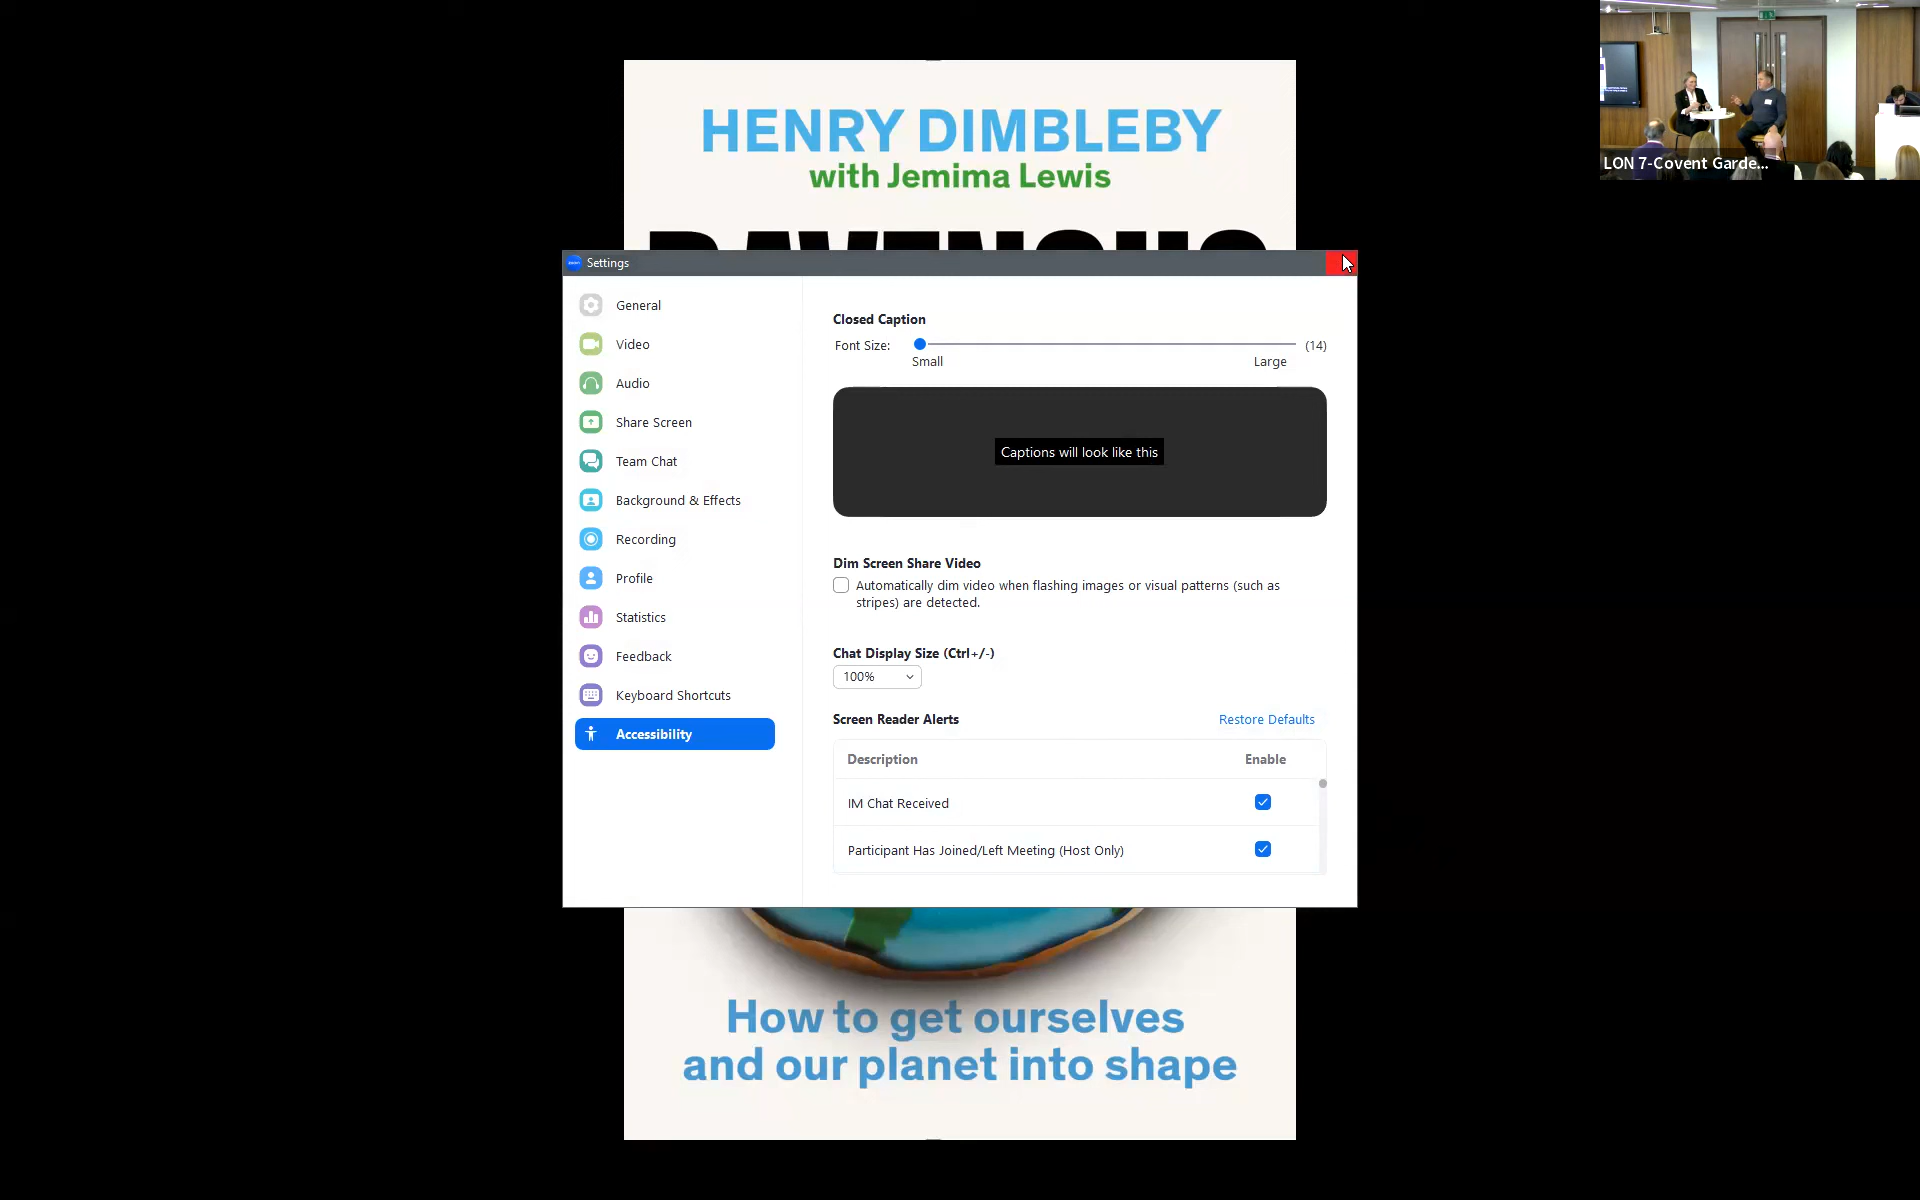 HENRY DIMBLEBY
with Jemima Lewis
Settings
General
Video
Audio
Share Screen
Team Chat
Background & Effects
Recording
Profile
Statistics
Feedback
Keyboard Shortcuts
Accessibility
Closed Caption
Font Size:
(14)
Small
Large
Captions will look like this
Dim Screen Share Video
Automatically dim video when flashing images or visual patterns (such as
stripes) are detected.
Chat Display Size (Ctrl+/-)
100%
Screen Reader Alerts
Restore Defaults
Description
Enable
IM Chat Received
Participant Has Joined/Left Meeting (Host Only)
How to get ourselves
and our planet into shape
LON 7-Covent Garde...